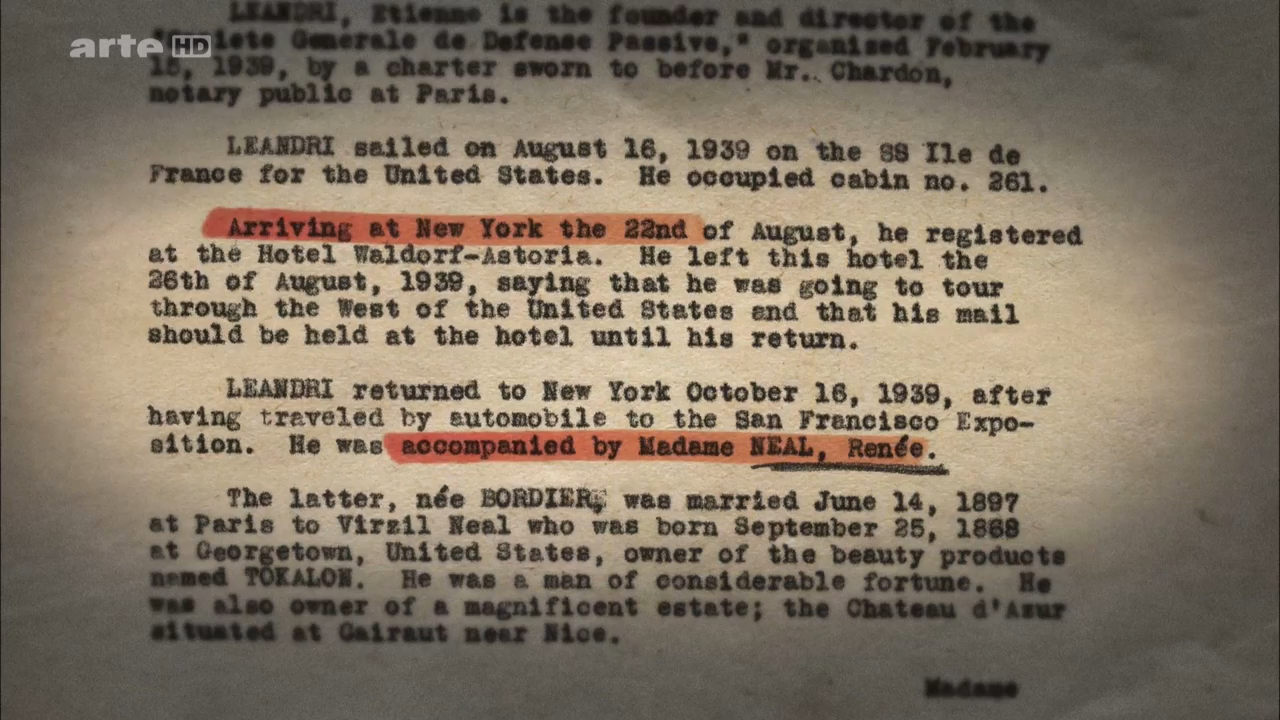 arte HD
LEANDRI, Etienne is the founder and director of the
Generale de Defense Passive," organized February
16, 1939, by a charter sworn to before Mr. Chardon,
notary public at Paris.
LEANDRI sailed on August 16, 1939 on the SS Ile de
France for the United States. He occupied cabin no. 261.
Arriving at New York the 22nd of August, he registered
at the Hotel Waldorf-Astoria. He left this hotel the
26th of August, 1939, saying that he was going to tour
through the West of the United States and that his mail
should be held at the hotel until his return.
LEANDRI returned to New York October 16, 1939, after
having traveled by automobile to the San Francisco Expo-
sition. He was accompanied by Madame NEAL, Renée.
The latter, née BORDIER, was married June 14, 1897
at Paris to Virgil Neal who was born September 25, 1868
at Georgetown, United States, owner of the beauty products
named TOKALON. He was a man of considerable fortune. He
was also owner of a magnificent estate; the Chateau d'Azur
situated at Gairaut near Nice.
Madame